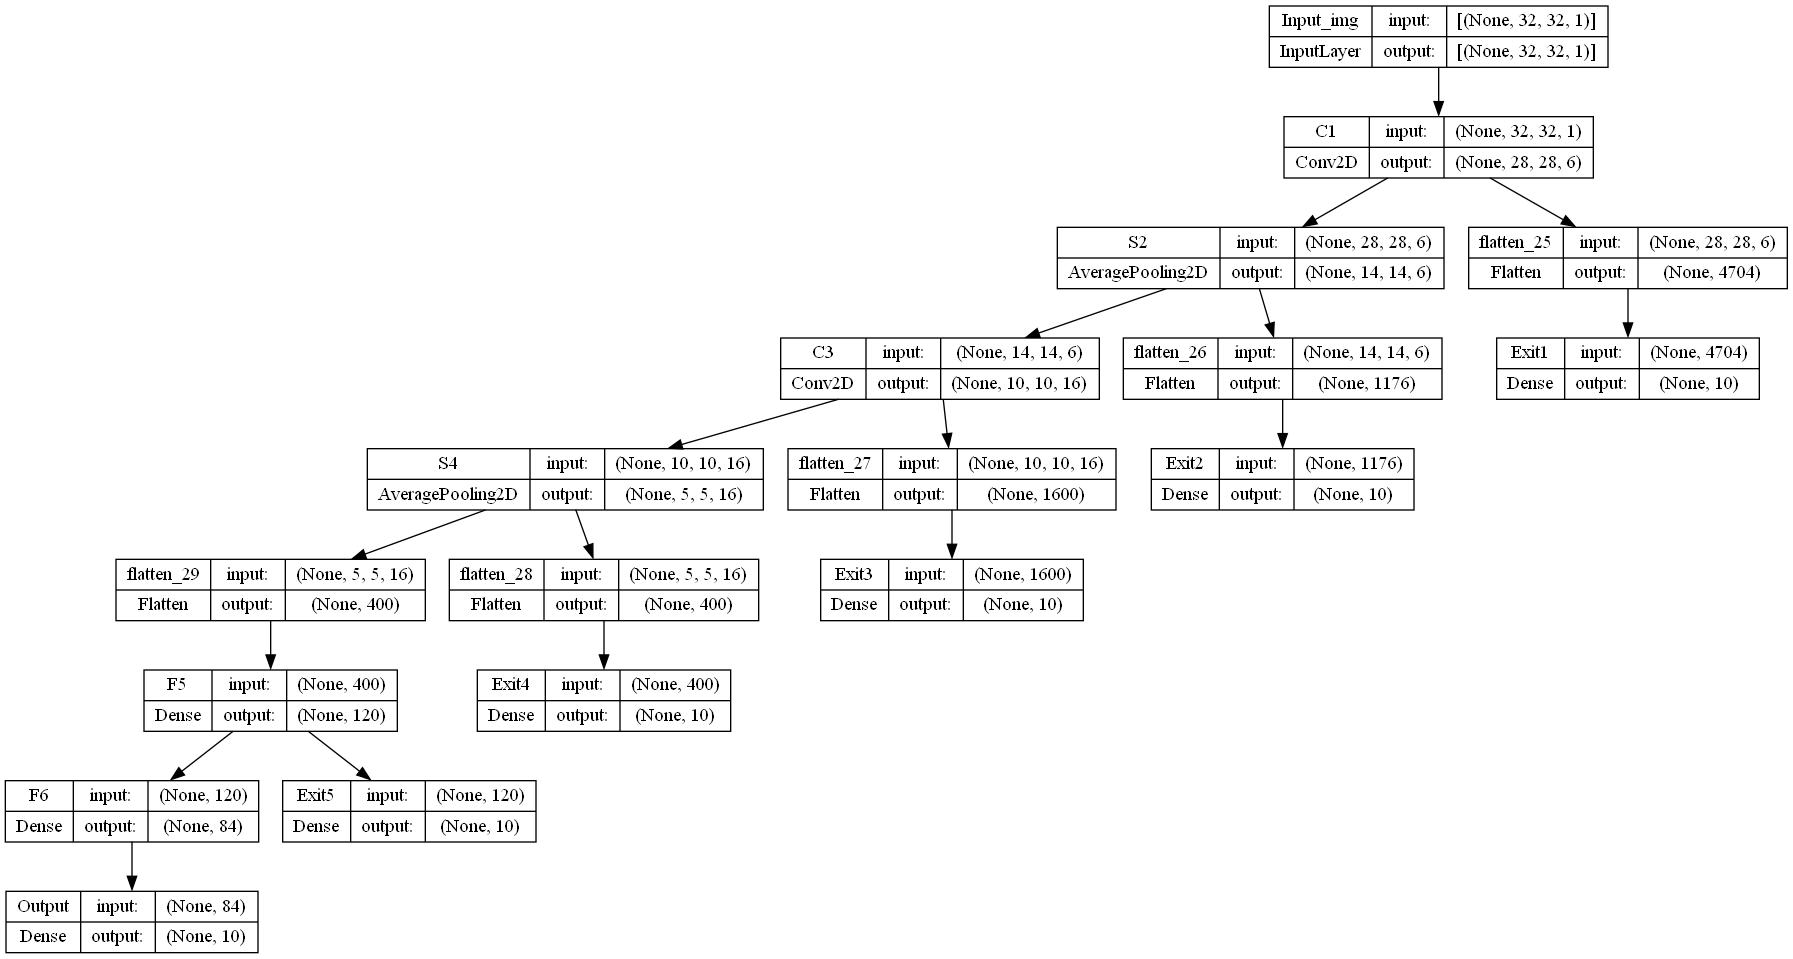 Input_img input: [(None, 32, 32, 1)]
InputLayer output: [(None, 32, 32, 1)]
C1 input: (None, 32, 32, 1)
Conv2D output: (None, 28, 28, 6)
S2 input: (None, 28, 28, 6)
AveragePooling2D output: (None, 14, 14, 6)
flatten_25 input: (None, 28, 28, 6)
Flatten output: (None, 4704)
C3 input: (None, 14, 14, 6)
Conv2D output: (None, 10, 10, 16)
flatten_26 input: (None, 14, 14, 6)
Flatten output: (None, 1176)
Exit1 input: (None, 4704)
Dense output: (None, 10)
S4 input: (None, 10, 10, 16)
AveragePooling2D output: (None, 5, 5, 16)
flatten_27 input: (None, 10, 10, 16)
Flatten output: (None, 1600)
Exit2 input: (None, 1176)
Dense output: (None, 10)
flatten_29 input: (None, 5, 5, 16)
Flatten output: (None, 400)
flatten_28 input: (None, 5, 5, 16)
Flatten output: (None, 400)
Exit3 input: (None, 1600)
Dense output: (None, 10)
F5 input: (None, 400)
Dense output: (None, 120)
Exit4 input: (None, 400)
Dense output: (None, 10)
F6 input: (None, 120)
Dense output: (None, 84)
Exit5 input: (None, 120)
Dense output: (None, 10)
Output input: (None, 84)
Dense output: (None, 10)